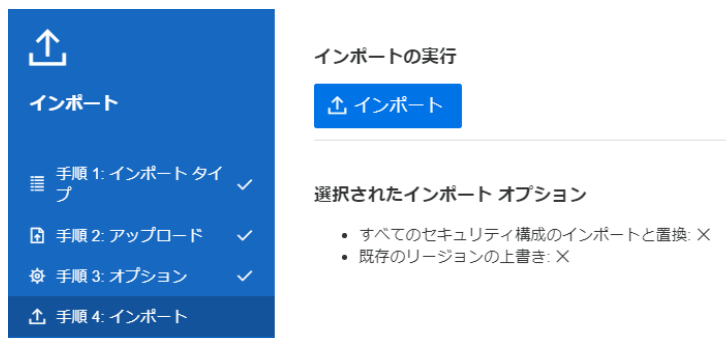 インポート
手順 1: インポート タイ
プ
手順 2: アップロード
手順 3: オプション
手順 4: インポート
インポートの実行
インポート
選択されたインポート オプション
• すべてのセキュリティ構成のインポートと置換: ✕
• 既存のリージョンの上書き: ✕